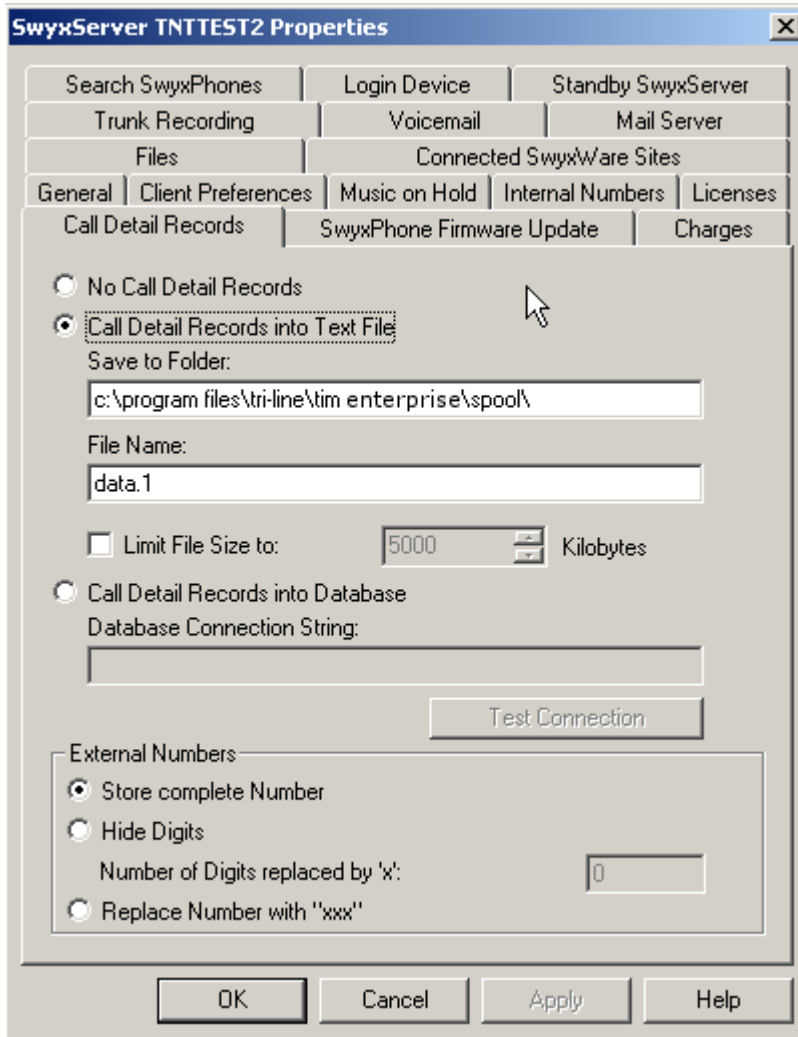 SwyxServer TNTTEST2 Properties
Search SwyxPhones Login Device Standby SwyxServer
Trunk Recording Voicemail Mail Server
Files Connected SwyxWare Sites
General Client Preferences Music on Hold Internal Numbers Licenses
Call Detail Records SwyxPhone Firmware Update Charges
No Call Detail Records
Call Detail Records into Text File
Save to Folder:
c:\program files\tri-line\tim enterprise\spool\
File Name:
data.1
Limit File Size to: 5000 Kilobytes
Call Detail Records into Database
Database Connection String:
Test Connection
External Numbers
Store complete Number
Hide Digits
Number of Digits replaced by 'x': 0
Replace Number with "xxx"
OK Cancel Apply Help